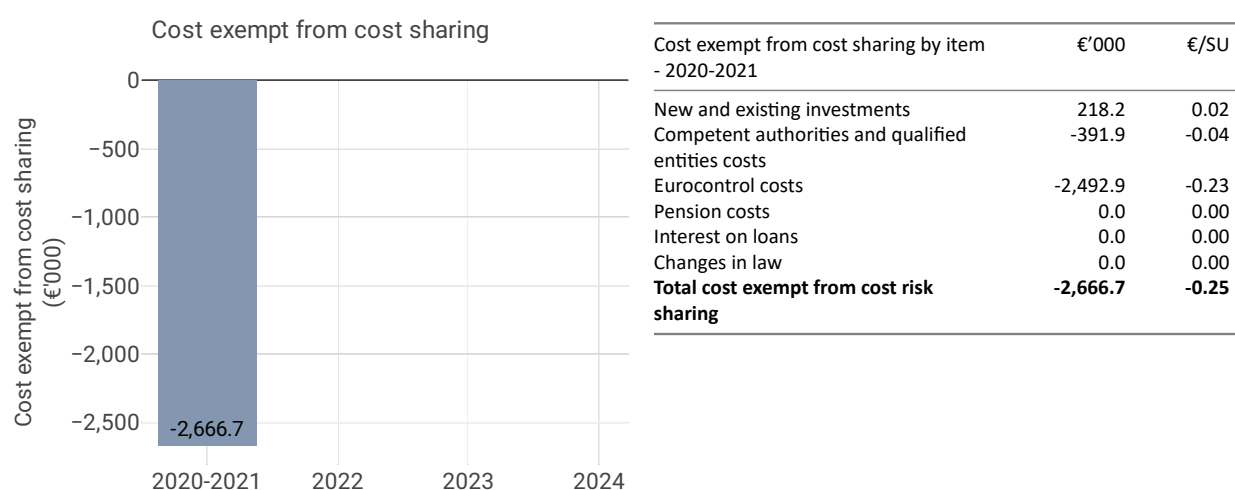 Cost exempt from cost sharing
Cost exempt from cost sharing
(€'000)
0
−500
−1,000
−1,500
−2,000
−2,500
-2,666.7
2020-2021 2022 2023 2024
Cost exempt from cost sharing by item €’000 €/SU
- 2020-2021
New and existing investments 218.2 0.02
Competent authorities and qualified -391.9 -0.04
entities costs
Eurocontrol costs -2,492.9 -0.23
Pension costs 0.0 0.00
Interest on loans 0.0 0.00
Changes in law 0.0 0.00
Total cost exempt from cost risk -2,666.7 -0.25
sharing